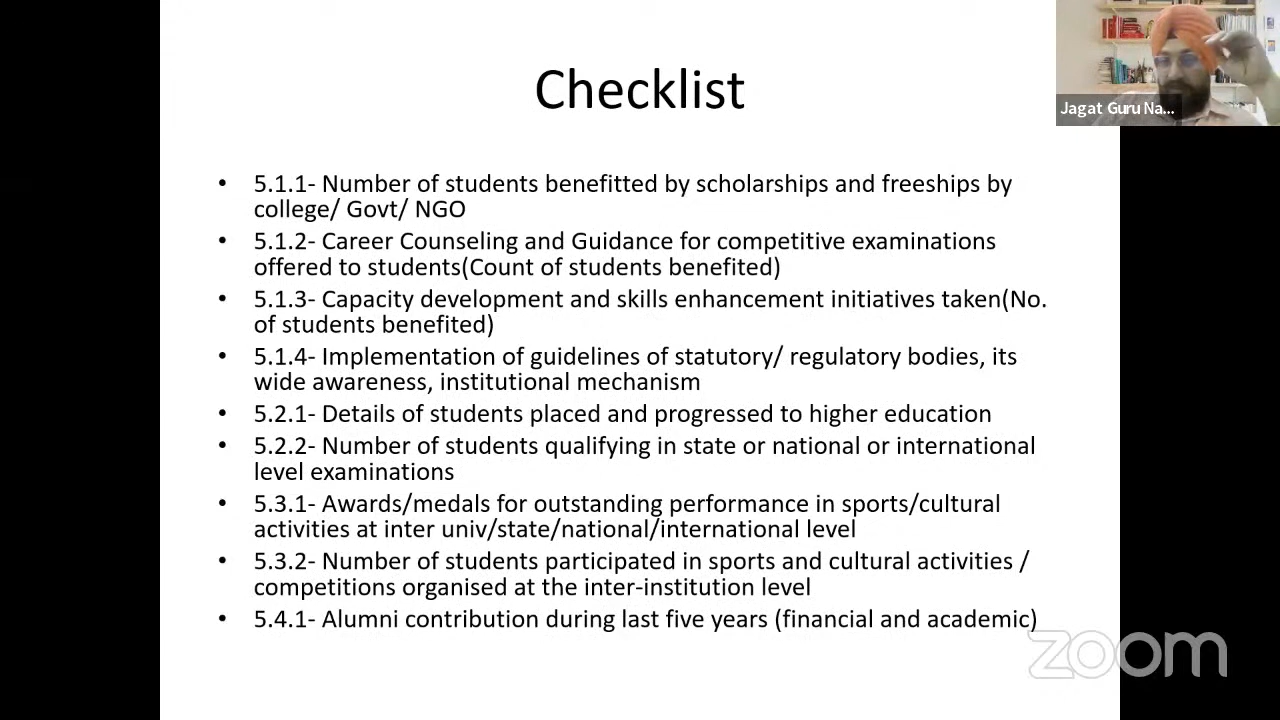 Checklist
Jagat Guru Na...
• 5.1.1- Number of students benefitted by scholarships and freeships by
college/ Govt/ NGO
• 5.1.2- Career Counseling and Guidance for competitive examinations
offered to students(Count of students benefited)
• 5.1.3- Capacity development and skills enhancement initiatives taken(No.
of students benefited)
• 5.1.4- Implementation of guidelines of statutory/ regulatory bodies, its
wide awareness, institutional mechanism
• 5.2.1- Details of students placed and progressed to higher education
• 5.2.2- Number of students qualifying in state or national or international
level examinations
• 5.3.1- Awards/medals for outstanding performance in sports/cultural
activities at inter univ/state/national/international level
• 5.3.2- Number of students participated in sports and cultural activities /
competitions organised at the inter-institution level
• 5.4.1- Alumni contribution during last five years (financial and academic)
zoom